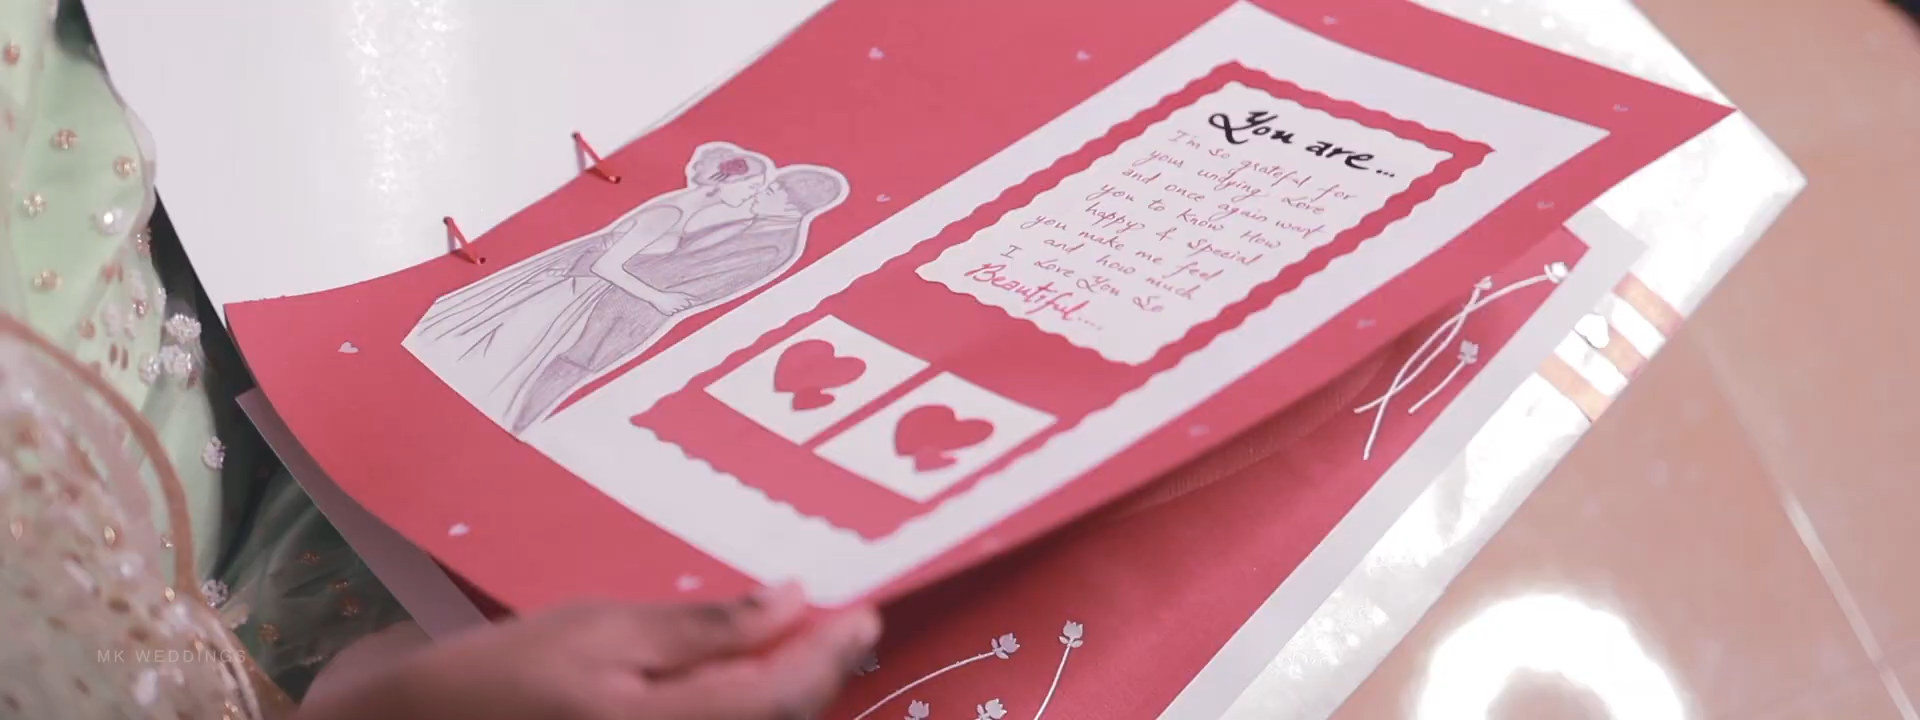 You are...
I'm so grateful for
your undying Love
and once again want
you to know How
happy & Special
you make me feel
and how much
I Love You So
Beautiful....
MK WEDDINGS